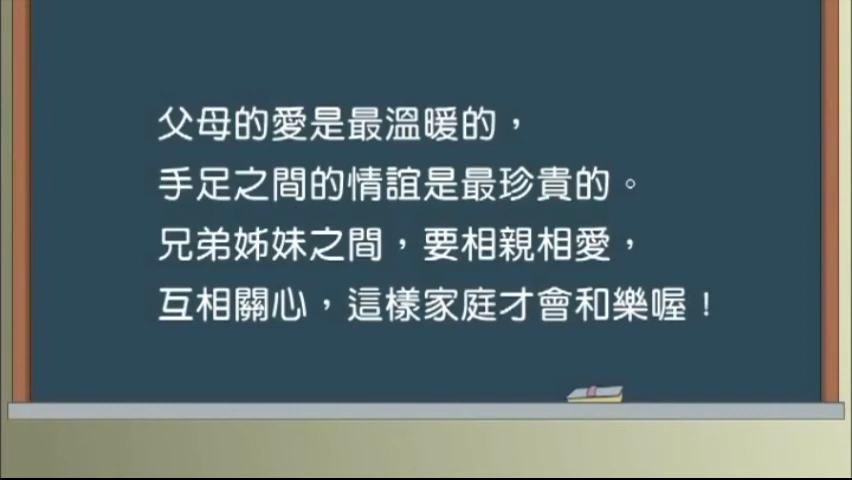 父母的愛是最溫暖的，
手足之間的情誼是最珍貴的。
兄弟姊妹之間，要相親相愛，
互相關心，這樣家庭才會和樂喔！